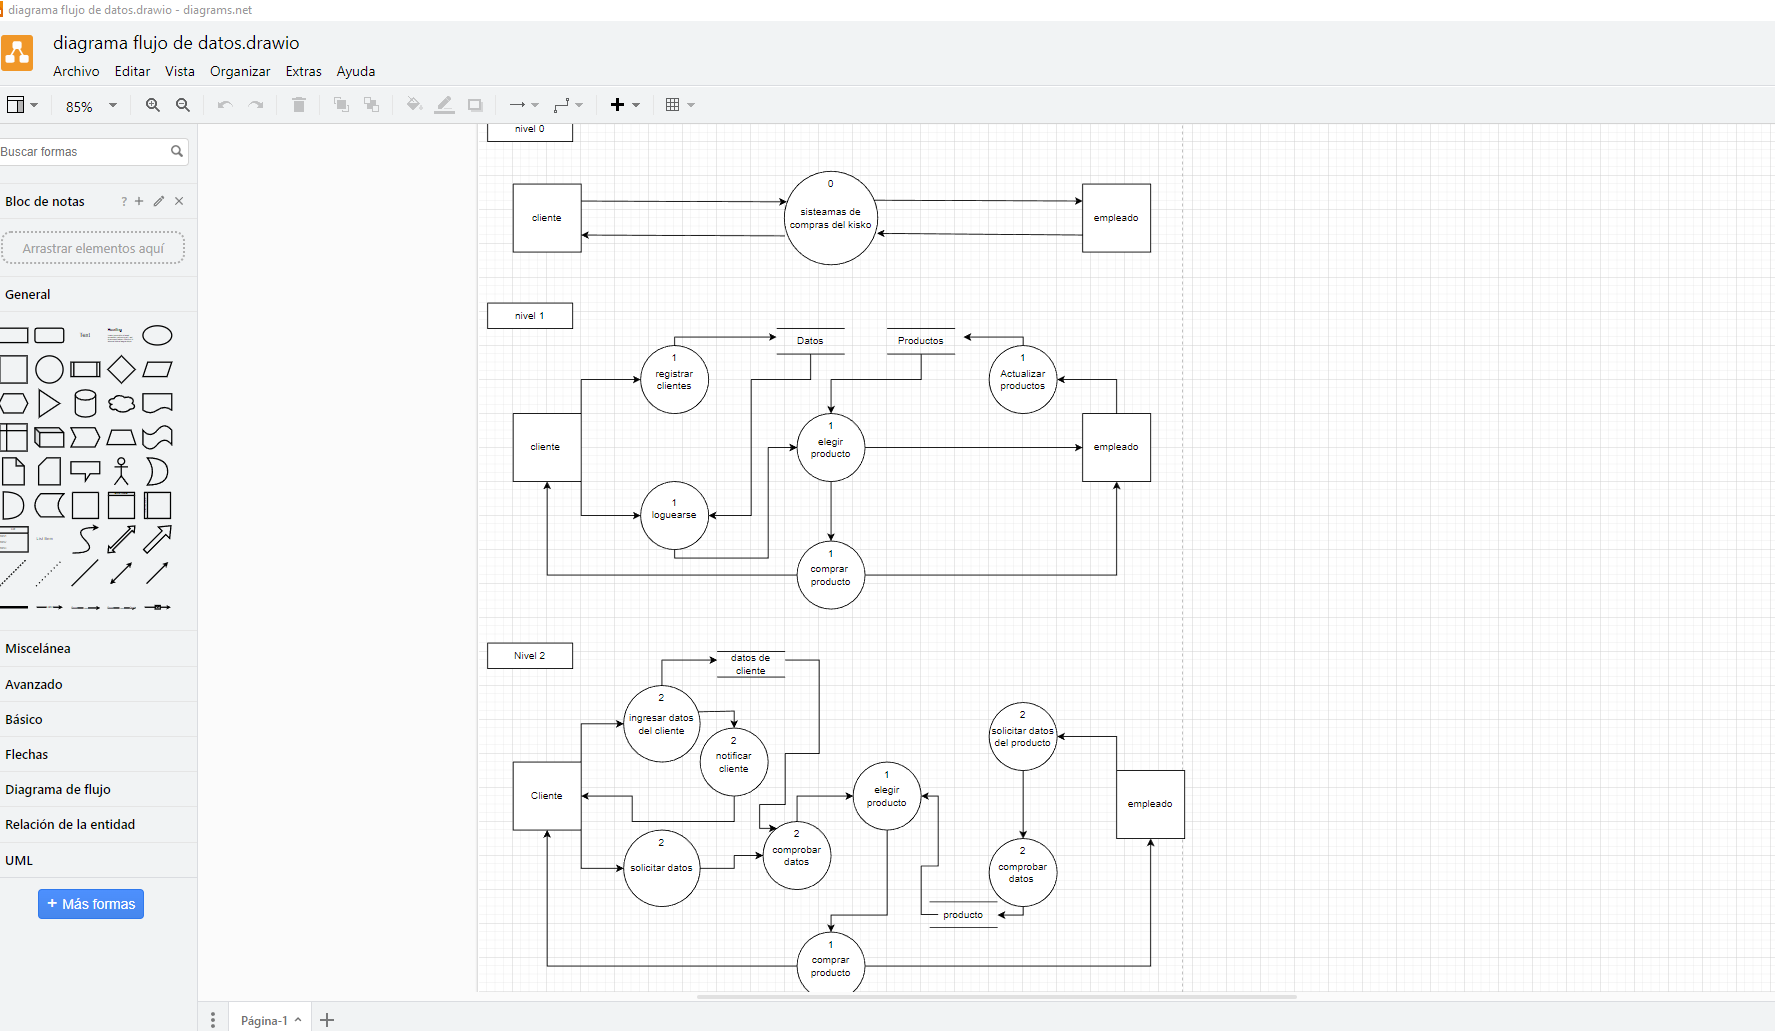 diagrama flujo de datos.drawio - diagrams.net
diagrama flujo de datos.drawio
Archivo Editar Vista Organizar Extras Ayuda
85%
Buscar formas
Bloc de notas ?
Arrastrar elementos aquí
General
Text
Heading
List Item
Miscelánea
Avanzado
Básico
Flechas
Diagrama de flujo
Relación de la entidad
UML
+ Más formas
nivel 0
cliente
0
sisteamas de
compras del kisko
empleado
nivel 1
Datos
Productos
1
registrar
clientes
1
Actualizar
productos
cliente
1
elegir
producto
empleado
1
loguearse
1
comprar
producto
Nivel 2
datos de
cliente
2
ingresar datos
del cliente
2
notificar
cliente
2
solicitar datos
del producto
Cliente
1
elegir
producto
empleado
2
solicitar datos
2
comprobar
datos
2
comprobar
datos
producto
1
comprar
producto
Página-1